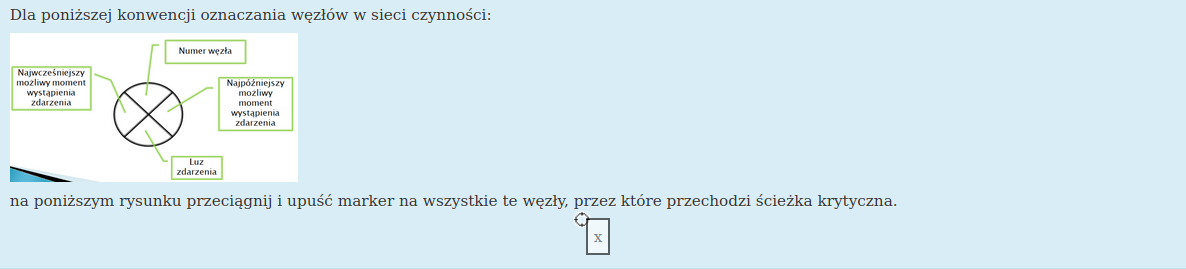 Dla poniższej konwencji oznaczania węzłów w sieci czynności:
Numer węzła
Najwcześniejszy
możliwy moment
wystąpienia
zdarzenia
Najpóźniejszy
możliwy
moment
wystąpienia
zdarzenia
Luz
zdarzenia
na poniższym rysunku przeciągnij i upuść marker na wszystkie te węzły, przez które przechodzi ścieżka krytyczna.
x